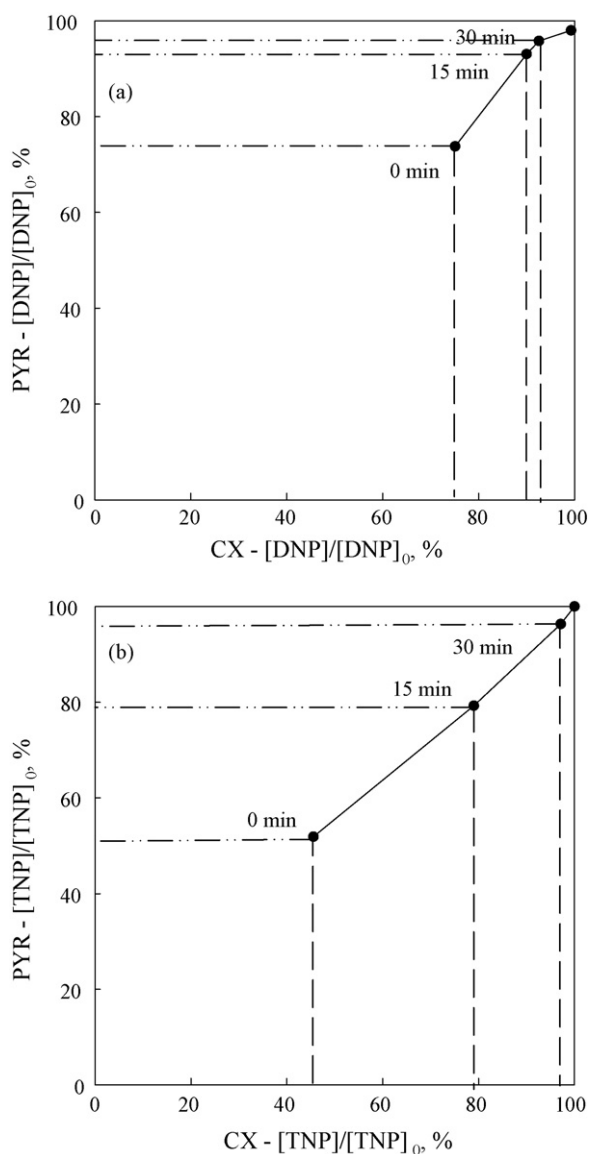 100
30 min
15 min
80
(a)
0 min
60
40
20
0
0 20 40 60 80 100
PYR - [DNP]/[DNP]₀, %
CX - [DNP]/[DNP]₀, %
100
(b)
30 min
15 min
80
60
0 min
40
20
0
0 20 40 60 80 100
PYR - [TNP]/[TNP]₀, %
CX - [TNP]/[TNP]₀, %